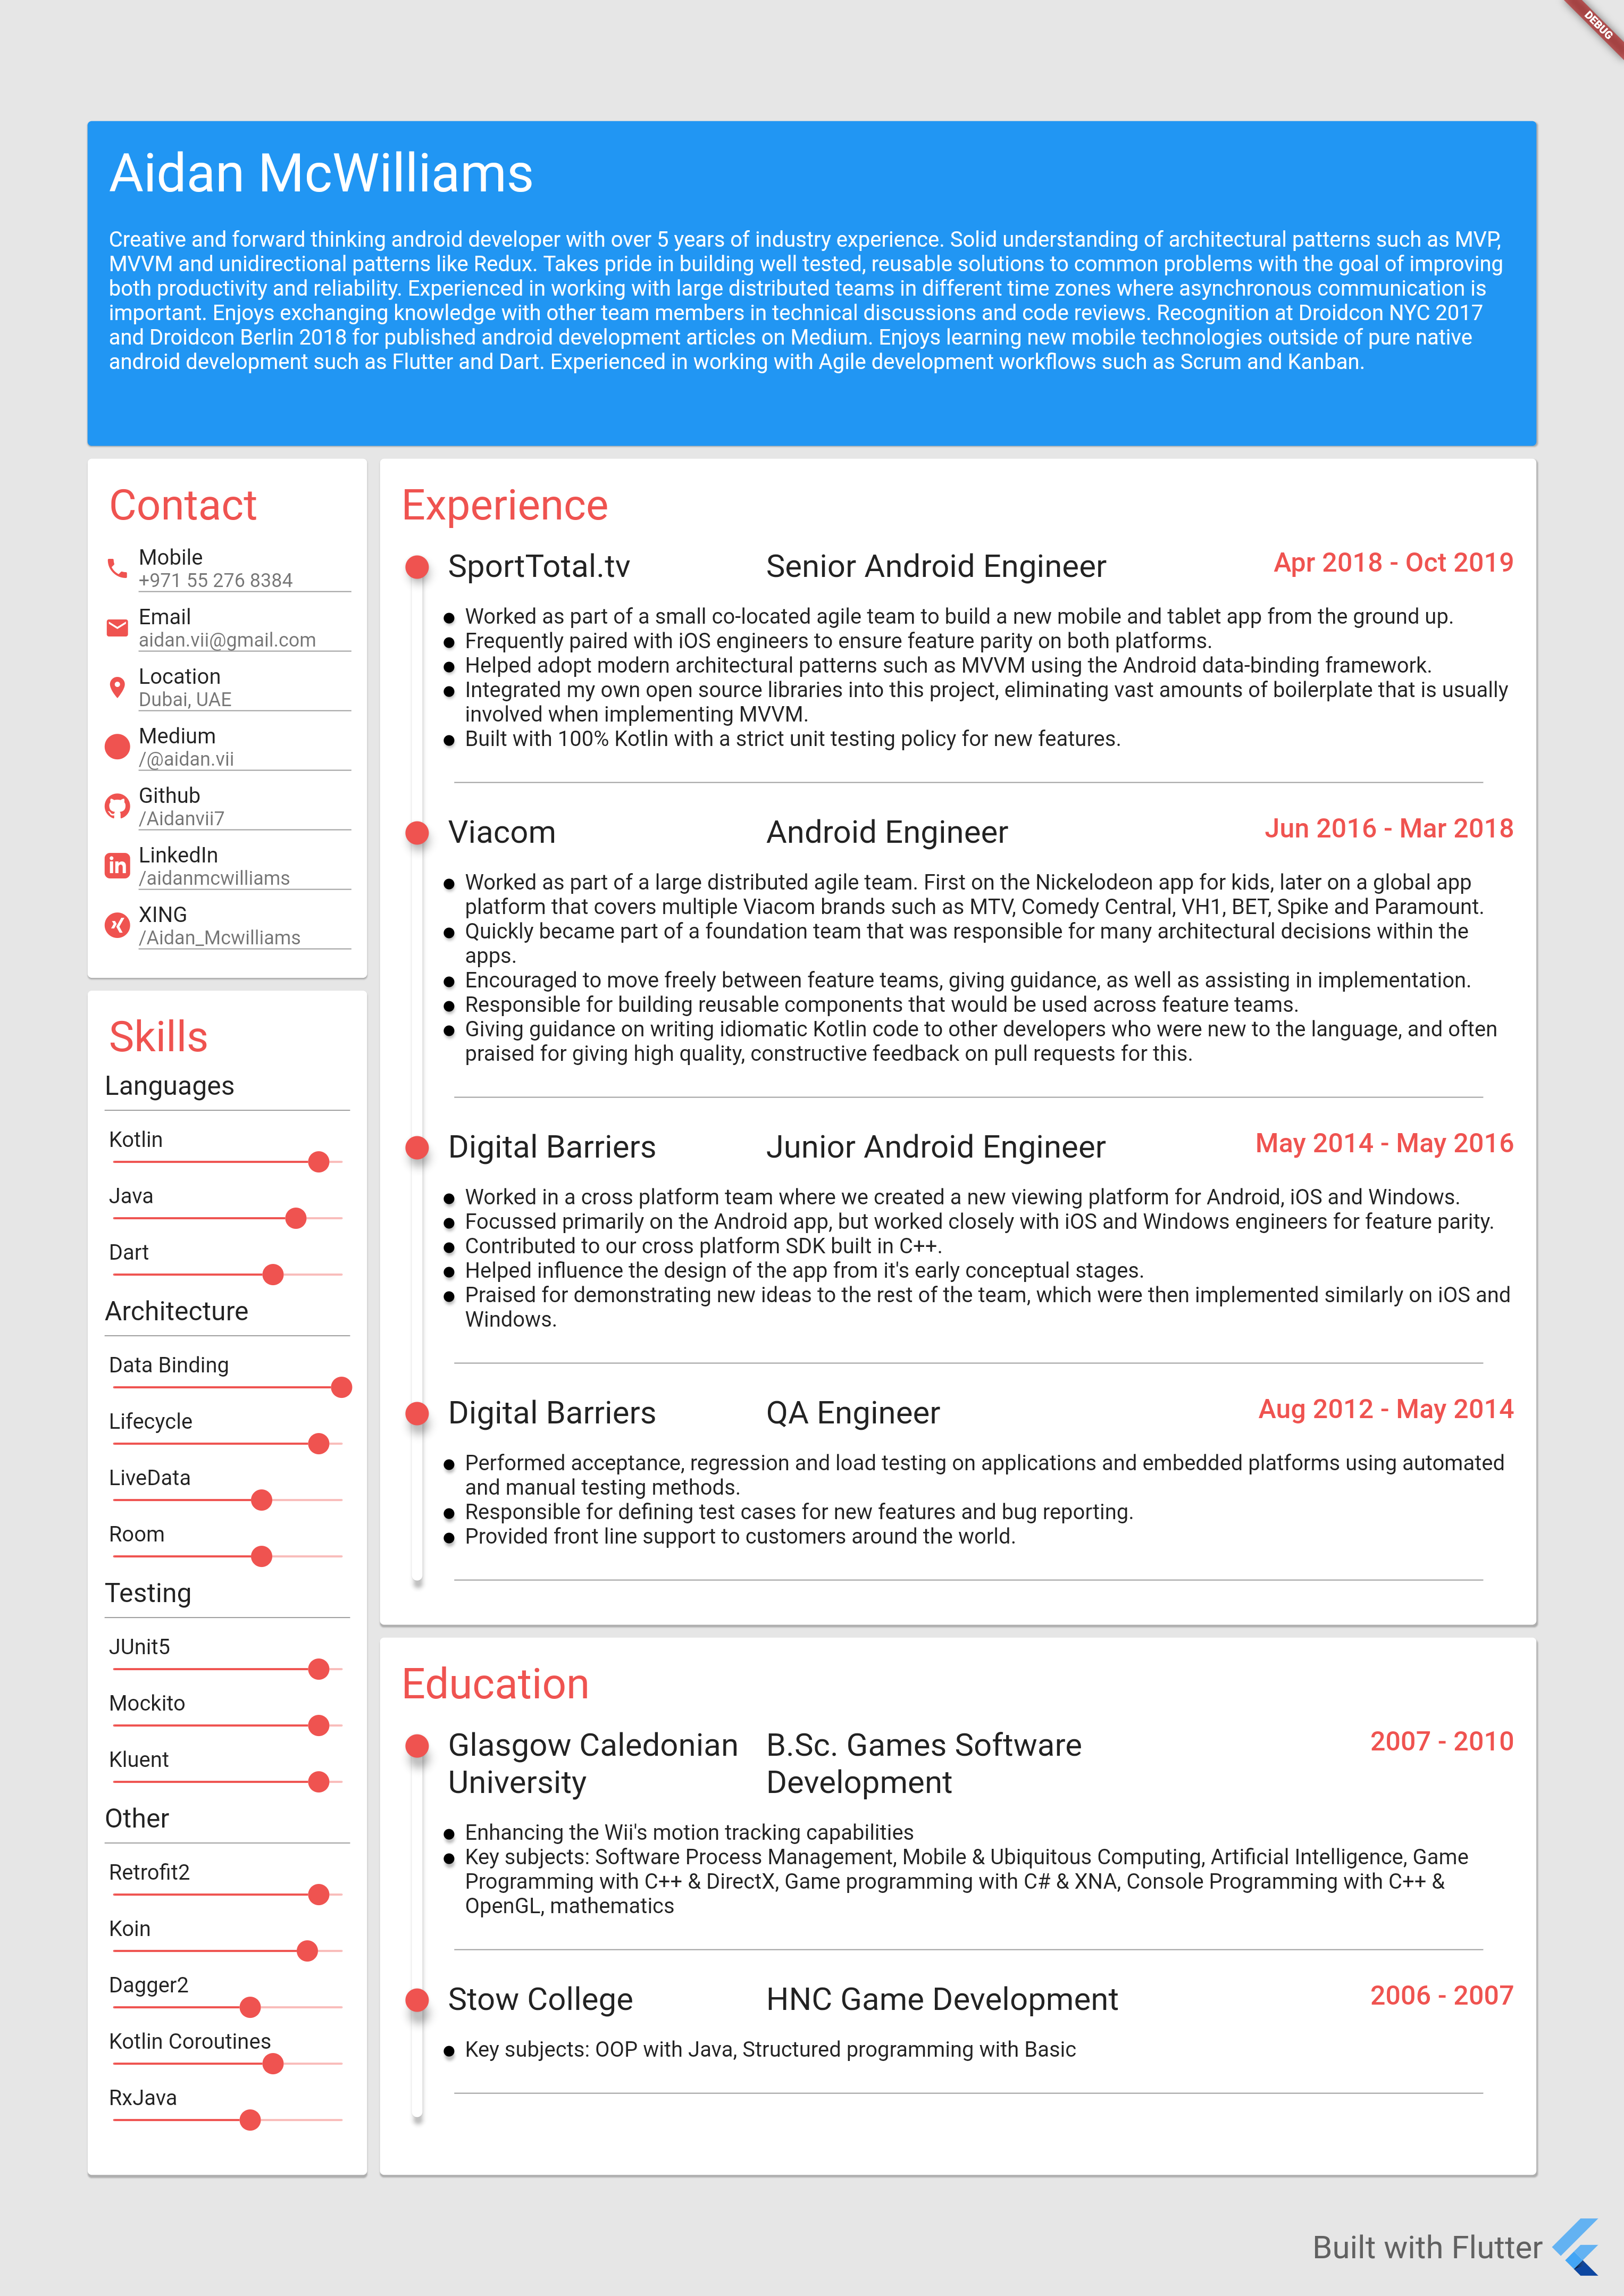 DEBUG
Aidan McWilliams
Creative and forward thinking android developer with over 5 years of industry experience. Solid understanding of architectural patterns such as MVP,
MVVM and unidirectional patterns like Redux. Takes pride in building well tested, reusable solutions to common problems with the goal of improving
both productivity and reliability. Experienced in working with large distributed teams in different time zones where asynchronous communication is
important. Enjoys exchanging knowledge with other team members in technical discussions and code reviews. Recognition at Droidcon NYC 2017
and Droidcon Berlin 2018 for published android development articles on Medium. Enjoys learning new mobile technologies outside of pure native
android development such as Flutter and Dart. Experienced in working with Agile development workflows such as Scrum and Kanban.
Contact
Mobile
+971 55 276 8384
Email
aidan.vii@gmail.com
Location
Dubai, UAE
Medium
/@aidan.vii
Github
/Aidanvii7
LinkedIn
/aidanmcwilliams
XING
/Aidan_Mcwilliams
Skills
Languages
Kotlin
Java
Dart
Architecture
Data Binding
Lifecycle
LiveData
Room
Testing
JUnit5
Mockito
Kluent
Other
Retrofit2
Koin
Dagger2
Kotlin Coroutines
RxJava
Experience
SportTotal.tv Senior Android Engineer Apr 2018 - Oct 2019
Worked as part of a small co-located agile team to build a new mobile and tablet app from the ground up.
Frequently paired with iOS engineers to ensure feature parity on both platforms.
Helped adopt modern architectural patterns such as MVVM using the Android data-binding framework.
Integrated my own open source libraries into this project, eliminating vast amounts of boilerplate that is usually
involved when implementing MVVM.
Built with 100% Kotlin with a strict unit testing policy for new features.
Viacom Android Engineer Jun 2016 - Mar 2018
Worked as part of a large distributed agile team. First on the Nickelodeon app for kids, later on a global app
platform that covers multiple Viacom brands such as MTV, Comedy Central, VH1, BET, Spike and Paramount.
Quickly became part of a foundation team that was responsible for many architectural decisions within the
apps.
Encouraged to move freely between feature teams, giving guidance, as well as assisting in implementation.
Responsible for building reusable components that would be used across feature teams.
Giving guidance on writing idiomatic Kotlin code to other developers who were new to the language, and often
praised for giving high quality, constructive feedback on pull requests for this.
Digital Barriers Junior Android Engineer May 2014 - May 2016
Worked in a cross platform team where we created a new viewing platform for Android, iOS and Windows.
Focussed primarily on the Android app, but worked closely with iOS and Windows engineers for feature parity.
Contributed to our cross platform SDK built in C++.
Helped influence the design of the app from it's early conceptual stages.
Praised for demonstrating new ideas to the rest of the team, which were then implemented similarly on iOS and
Windows.
Digital Barriers QA Engineer Aug 2012 - May 2014
Performed acceptance, regression and load testing on applications and embedded platforms using automated
and manual testing methods.
Responsible for defining test cases for new features and bug reporting.
Provided front line support to customers around the world.
Education
Glasgow Caledonian B.Sc. Games Software 2007 - 2010
University Development
Enhancing the Wii's motion tracking capabilities
Key subjects: Software Process Management, Mobile & Ubiquitous Computing, Artificial Intelligence, Game
Programming with C++ & DirectX, Game programming with C# & XNA, Console Programming with C++ &
OpenGL, mathematics
Stow College HNC Game Development 2006 - 2007
Key subjects: OOP with Java, Structured programming with Basic
Built with Flutter